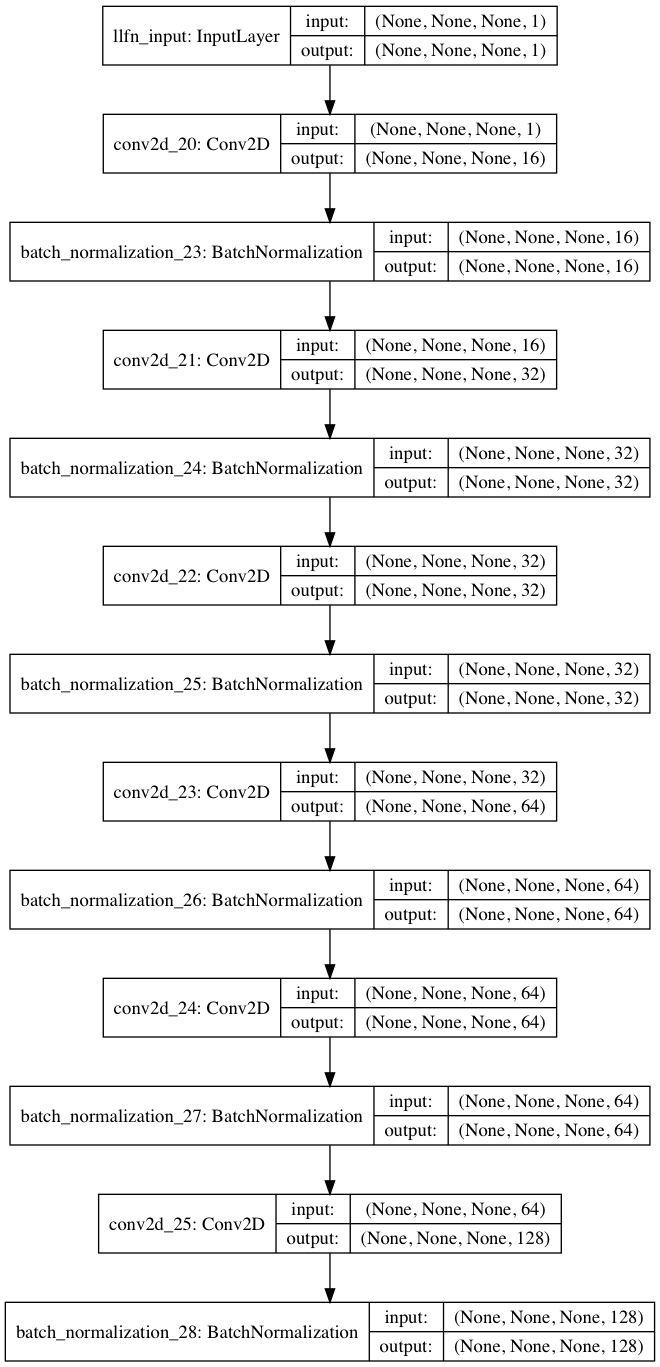 llfn_input: InputLayer
input: (None, None, None, 1)
output: (None, None, None, 1)
conv2d_20: Conv2D
input: (None, None, None, 1)
output: (None, None, None, 16)
batch_normalization_23: BatchNormalization
input: (None, None, None, 16)
output: (None, None, None, 16)
conv2d_21: Conv2D
input: (None, None, None, 16)
output: (None, None, None, 32)
batch_normalization_24: BatchNormalization
input: (None, None, None, 32)
output: (None, None, None, 32)
conv2d_22: Conv2D
input: (None, None, None, 32)
output: (None, None, None, 32)
batch_normalization_25: BatchNormalization
input: (None, None, None, 32)
output: (None, None, None, 32)
conv2d_23: Conv2D
input: (None, None, None, 32)
output: (None, None, None, 64)
batch_normalization_26: BatchNormalization
input: (None, None, None, 64)
output: (None, None, None, 64)
conv2d_24: Conv2D
input: (None, None, None, 64)
output: (None, None, None, 64)
batch_normalization_27: BatchNormalization
input: (None, None, None, 64)
output: (None, None, None, 64)
conv2d_25: Conv2D
input: (None, None, None, 64)
output: (None, None, None, 128)
batch_normalization_28: BatchNormalization
input: (None, None, None, 128)
output: (None, None, None, 128)